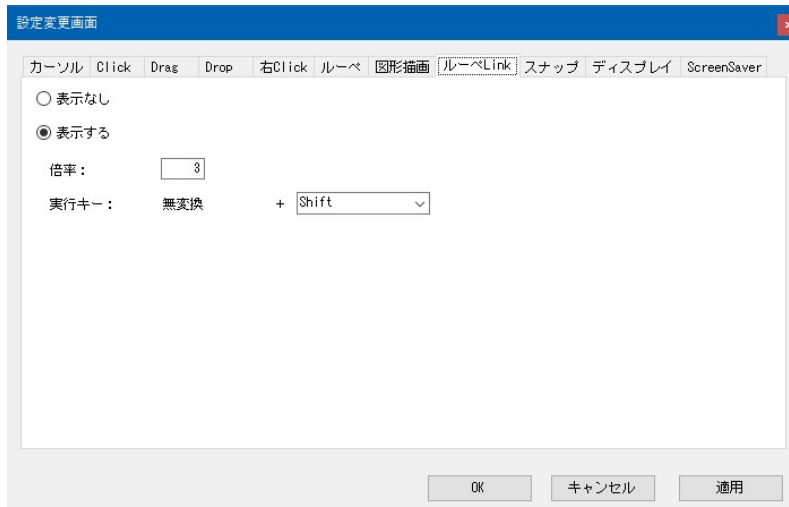 設定変更画面
カーソル Click Drag Drop 右Click ルーペ 図形描画 ルーペLink スナップ ディスプレイ ScreenSaver
表示なし
表示する
倍率： 3
実行キー： 無変換 + Shift
OK キャンセル 適用